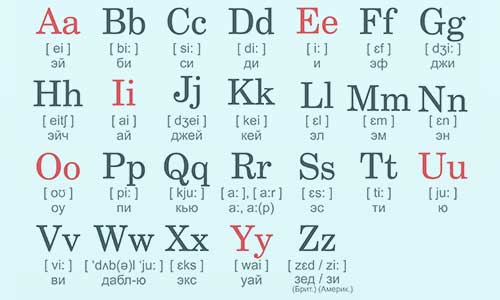 Aa Bb Cc Dd Ee Ff Gg
[ ei ] [ bi: ] [ si: ] [ di: ] [ i: ] [ ɛf ] [ dʒi: ]
эй би си ди и эф джи
Hh Ii Jj Kk Ll Mm Nn
[ eitʃ ] [ ai ] [ dʒei ] [ kei ] [ ɛl ] [ ɛm ] [ ɛn ]
эйч ай джей кей эл эм эн
Oo Pp Qq Rr Ss Tt Uu
[ oʊ ] [ pi: ] [ kju: ] [ a: ], [ a:r ] [ ɛs: ] [ ti: ] [ ju: ]
оу пи кью а:, а:(р) эс ти ю
Vv Ww Xx Yy Zz
[ vi: ] [ 'dʌb(ə)l 'ju: ] [ ɛks ] [ wai ] [ zɛd / zi: ]
ви дабл-ю экс уай зед / зи
(Брит.) (Америк.)